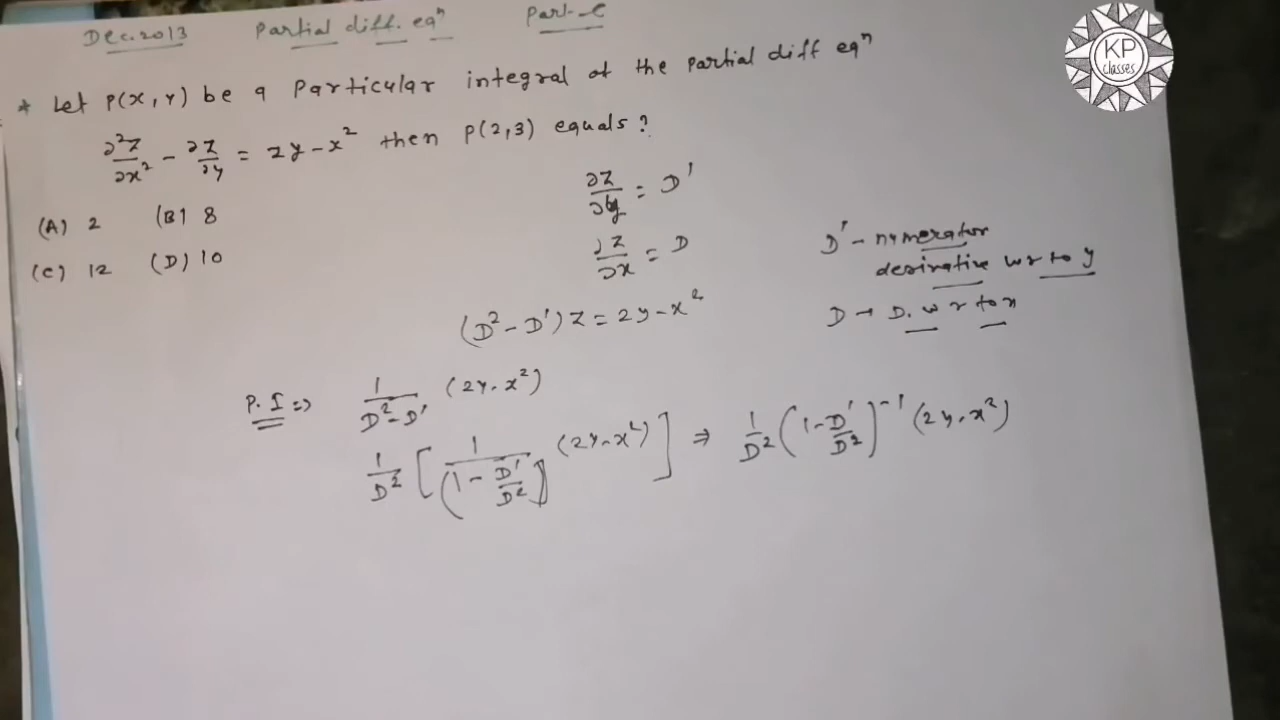 Dec.2013 Partial diff. eqⁿ Part-C
* Let P(x,y) be a Particular integral of the partial diff eqⁿ
∂²Z/∂x² - ∂Z/∂y = 2y-x² then P(2,3) equals?
(A) 2 (B) 8
(C) 12 (D) 10
∂Z/∂y = D'
∂Z/∂x = D
D' - numerator
derivative wr to y
D → D. w r to x
(D²-D')Z = 2y-x²
P.I ⇒ 1/(D²-D') (2y-x²)
1/D² [1/(1-D'/D²) (2y-x²)] ⇒ 1/D² (1-D'/D²)⁻¹ (2y-x²)
KP
classes